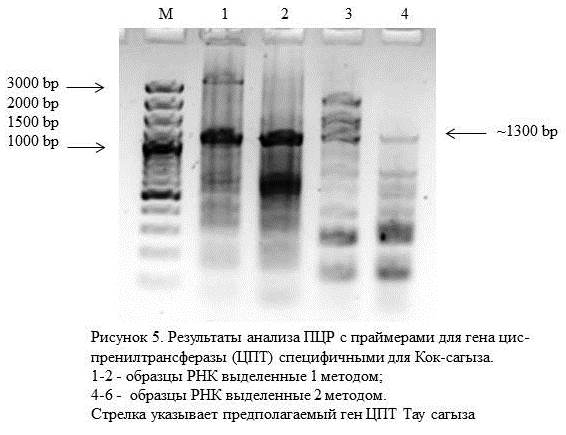 M 1 2 3 4
3000 bp
2000 bp
1500 bp
1000 bp
~1300 bp
Рисунок 5. Результаты анализа ПЦР с праймерами для гена цис-
пренилтрансферазы (ЦПТ) специфичными для Кок-сагыза.
1-2 - образцы РНК выделенные 1 методом;
4-6 - образцы РНК выделенные 2 методом.
Стрелка указывает предполагаемый ген ЦПТ Тау сагыза